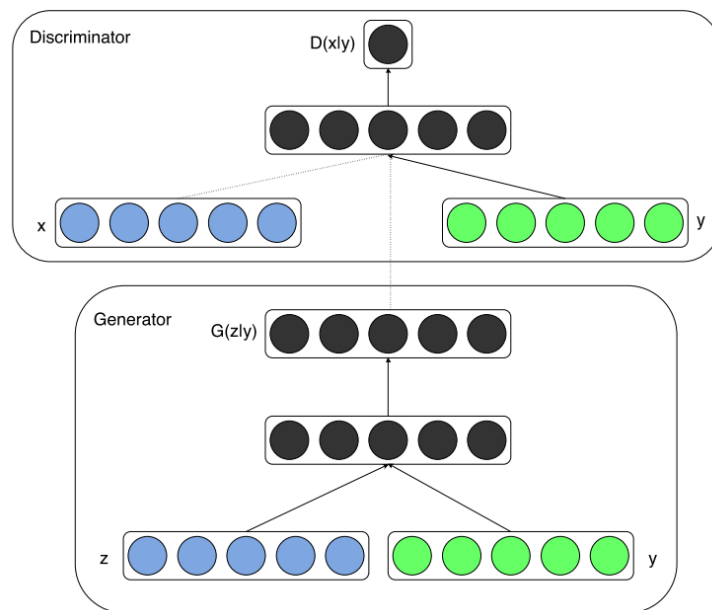 Discriminator
D(x|y)
x
y
Generator
G(z|y)
z
y